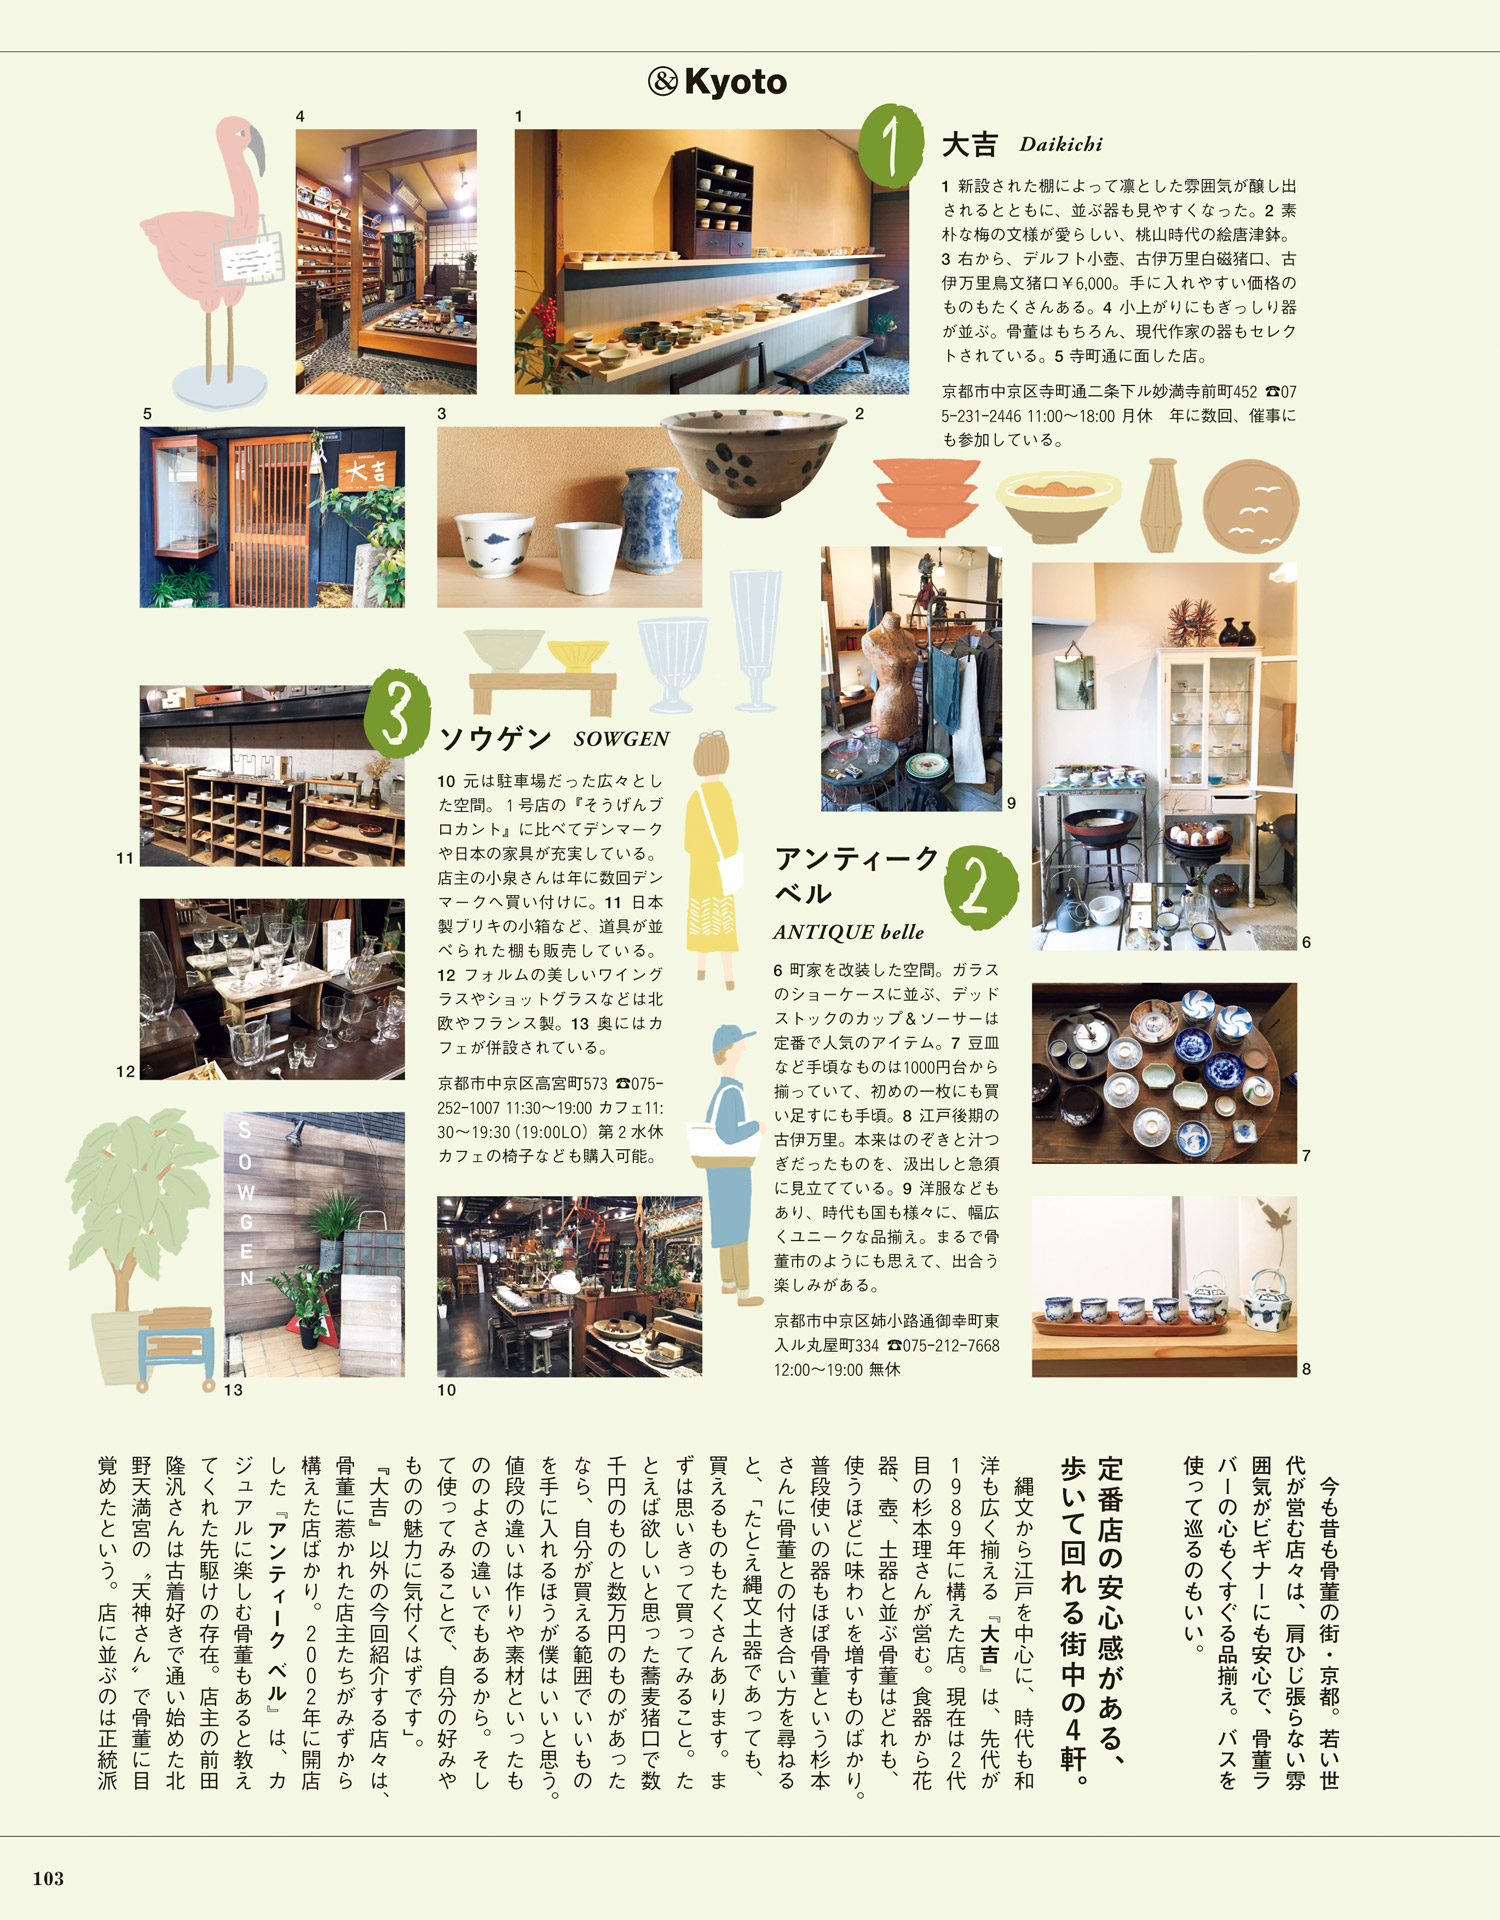 & Kyoto
4
1
1
大吉 Daikichi
1 新設された棚によって凛とした雰囲気が醸し出
されるとともに、並ぶ器も見やすくなった。2 素
朴な梅の文様が愛らしい、桃山時代の絵唐津鉢。
3 右から、デルフト小壺、古伊万里白磁猪口、古
伊万里鳥文猪口¥6,000。手に入れやすい価格の
ものもたくさんある。4 小上がりにもぎっしり器
が並ぶ。骨董はもちろん、現代作家の器もセレク
トされている。5 寺町通に面した店。
京都市中京区寺町通二条下ル妙満寺前町452 ☎07
5-231-2446 11:00〜18:00 月休　年に数回、催事に
も参加している。
5
3
2
大吉
3
ソウゲン SOWGEN
10 元は駐車場だった広々とし
た空間。１号店の『そうげんブ
ロカント』に比べてデンマーク
や日本の家具が充実している。
店主の小泉さんは年に数回デン
マークへ買い付けに。11 日本
製ブリキの小箱など、道具が並
べられた棚も販売している。
12 フォルムの美しいワイング
ラスやショットグラスなどは北
欧やフランス製。13 奥にはカ
フェが併設されている。
京都市中京区高宮町573 ☎075-
252-1007 11:30〜19:00 カフェ11:
30〜19:30（19:00LO）第２水休
カフェの椅子なども購入可能。
11
12
SOWGEN
SOWGEN
13
10
9
アンティーク
ベル
2
ANTIQUE belle
6 町家を改装した空間。ガラス
のショーケースに並ぶ、デッド
ストックのカップ＆ソーサーは
定番で人気のアイテム。7 豆皿
など手頃なものは1000円台から
揃っていて、初めの一枚にも買
い足すにも手頃。8 江戸後期の
古伊万里。本来はのぞきと汁つ
ぎだったものを、汲出しと急須
に見立てている。9 洋服なども
あり、時代も国も様々に、幅広
くユニークな品揃え。まるで骨
董市のようにも思えて、出合う
楽しみがある。
京都市中京区姉小路通御幸町東
入ル丸屋町334 ☎075-212-7668
12:00〜19:00 無休
6
7
8
今も昔も骨董の街・京都。若い世
代が営む店々は、肩ひじ張らない雰
囲気がビギナーにも安心で、骨董ラ
バーの心もくすぐる品揃え。バスを
使って巡るのもいい。
定番店の安心感がある、
歩いて回れる街中の4軒。
縄文から江戸を中心に、時代も和
洋も広く揃える『大吉』は、先代が
1989年に構えた店。現在は2代
目の杉本理さんが営む。食器から花
器、壺、土器と並ぶ骨董はどれも、
使うほどに味わいを増すものばかり。
普段使いの器もほぼ骨董という杉本
さんに骨董との付き合い方を尋ねる
と、「たとえ縄文土器であっても、
買えるものもたくさんあります。ま
ずは思いきって買ってみること。た
とえば欲しいと思った蕎麦猪口で数
千円のものと数万円のものがあった
なら、自分が買える範囲でいいもの
を手に入れるほうが僕はいいと思う。
値段の違いは作りや素材といったも
ののよさの違いでもあるから。そし
て使ってみることで、自分の好みや
ものの魅力に気付くはずです」。
『大吉』以外の今回紹介する店々は、
骨董に惹かれた店主たちがみずから
構えた店ばかり。2002年に開店
した『アンティーク ベル』は、カ
ジュアルに楽しむ骨董もあると教え
てくれた先駆けの存在。店主の前田
隆汎さんは古着好きで通い始めた北
野天満宮の〝天神さん〟で骨董に目
覚めたという。店に並ぶのは正統派
103